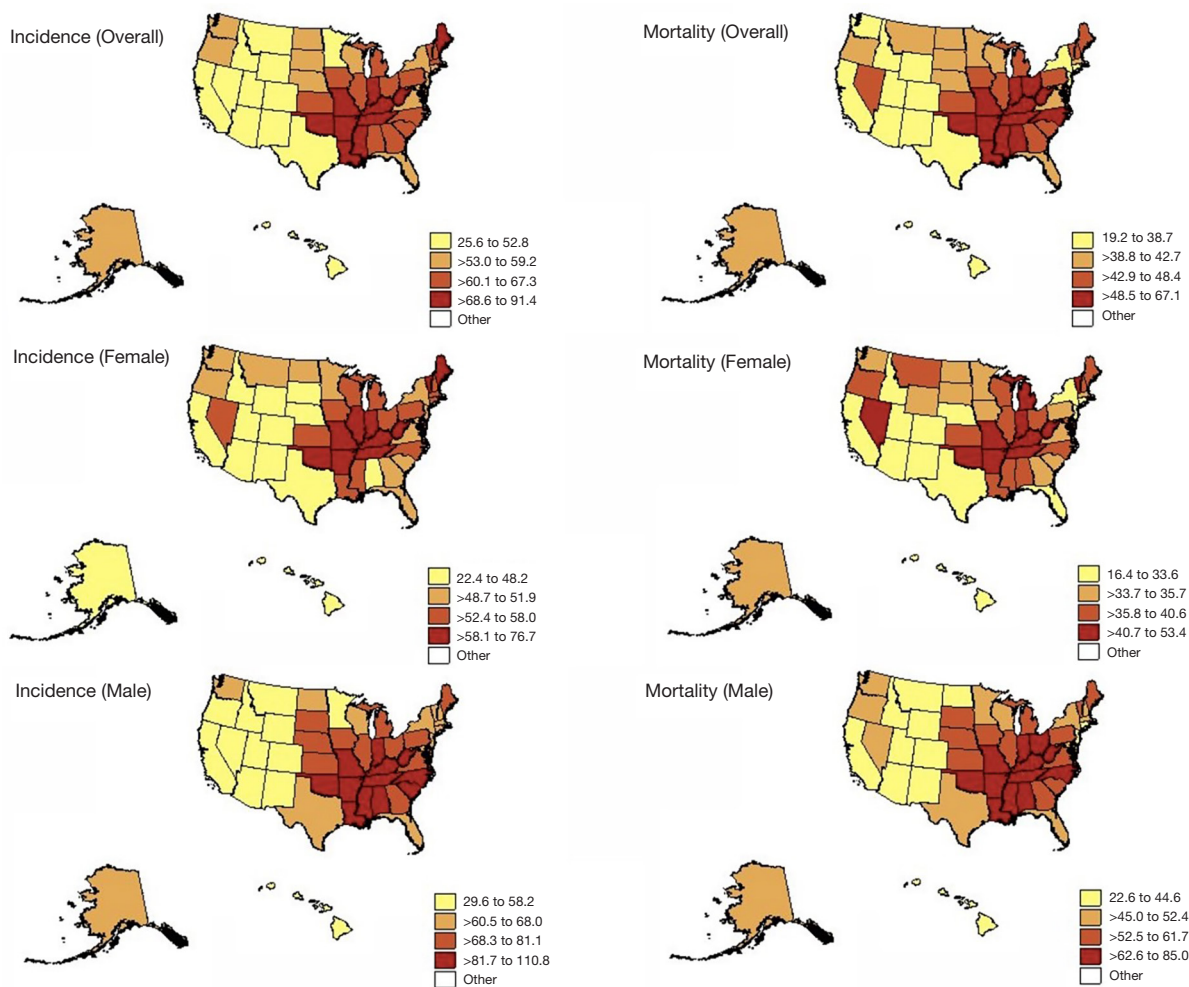 Incidence (Overall)
25.6 to 52.8
>53.0 to 59.2
>60.1 to 67.3
>68.6 to 91.4
Other
Mortality (Overall)
19.2 to 38.7
>38.8 to 42.7
>42.9 to 48.4
>48.5 to 67.1
Other
Incidence (Female)
22.4 to 48.2
>48.7 to 51.9
>52.4 to 58.0
>58.1 to 76.7
Other
Mortality (Female)
16.4 to 33.6
>33.7 to 35.7
>35.8 to 40.6
>40.7 to 53.4
Other
Incidence (Male)
29.6 to 58.2
>60.5 to 68.0
>68.3 to 81.1
>81.7 to 110.8
Other
Mortality (Male)
22.6 to 44.6
>45.0 to 52.4
>52.5 to 61.7
>62.6 to 85.0
Other